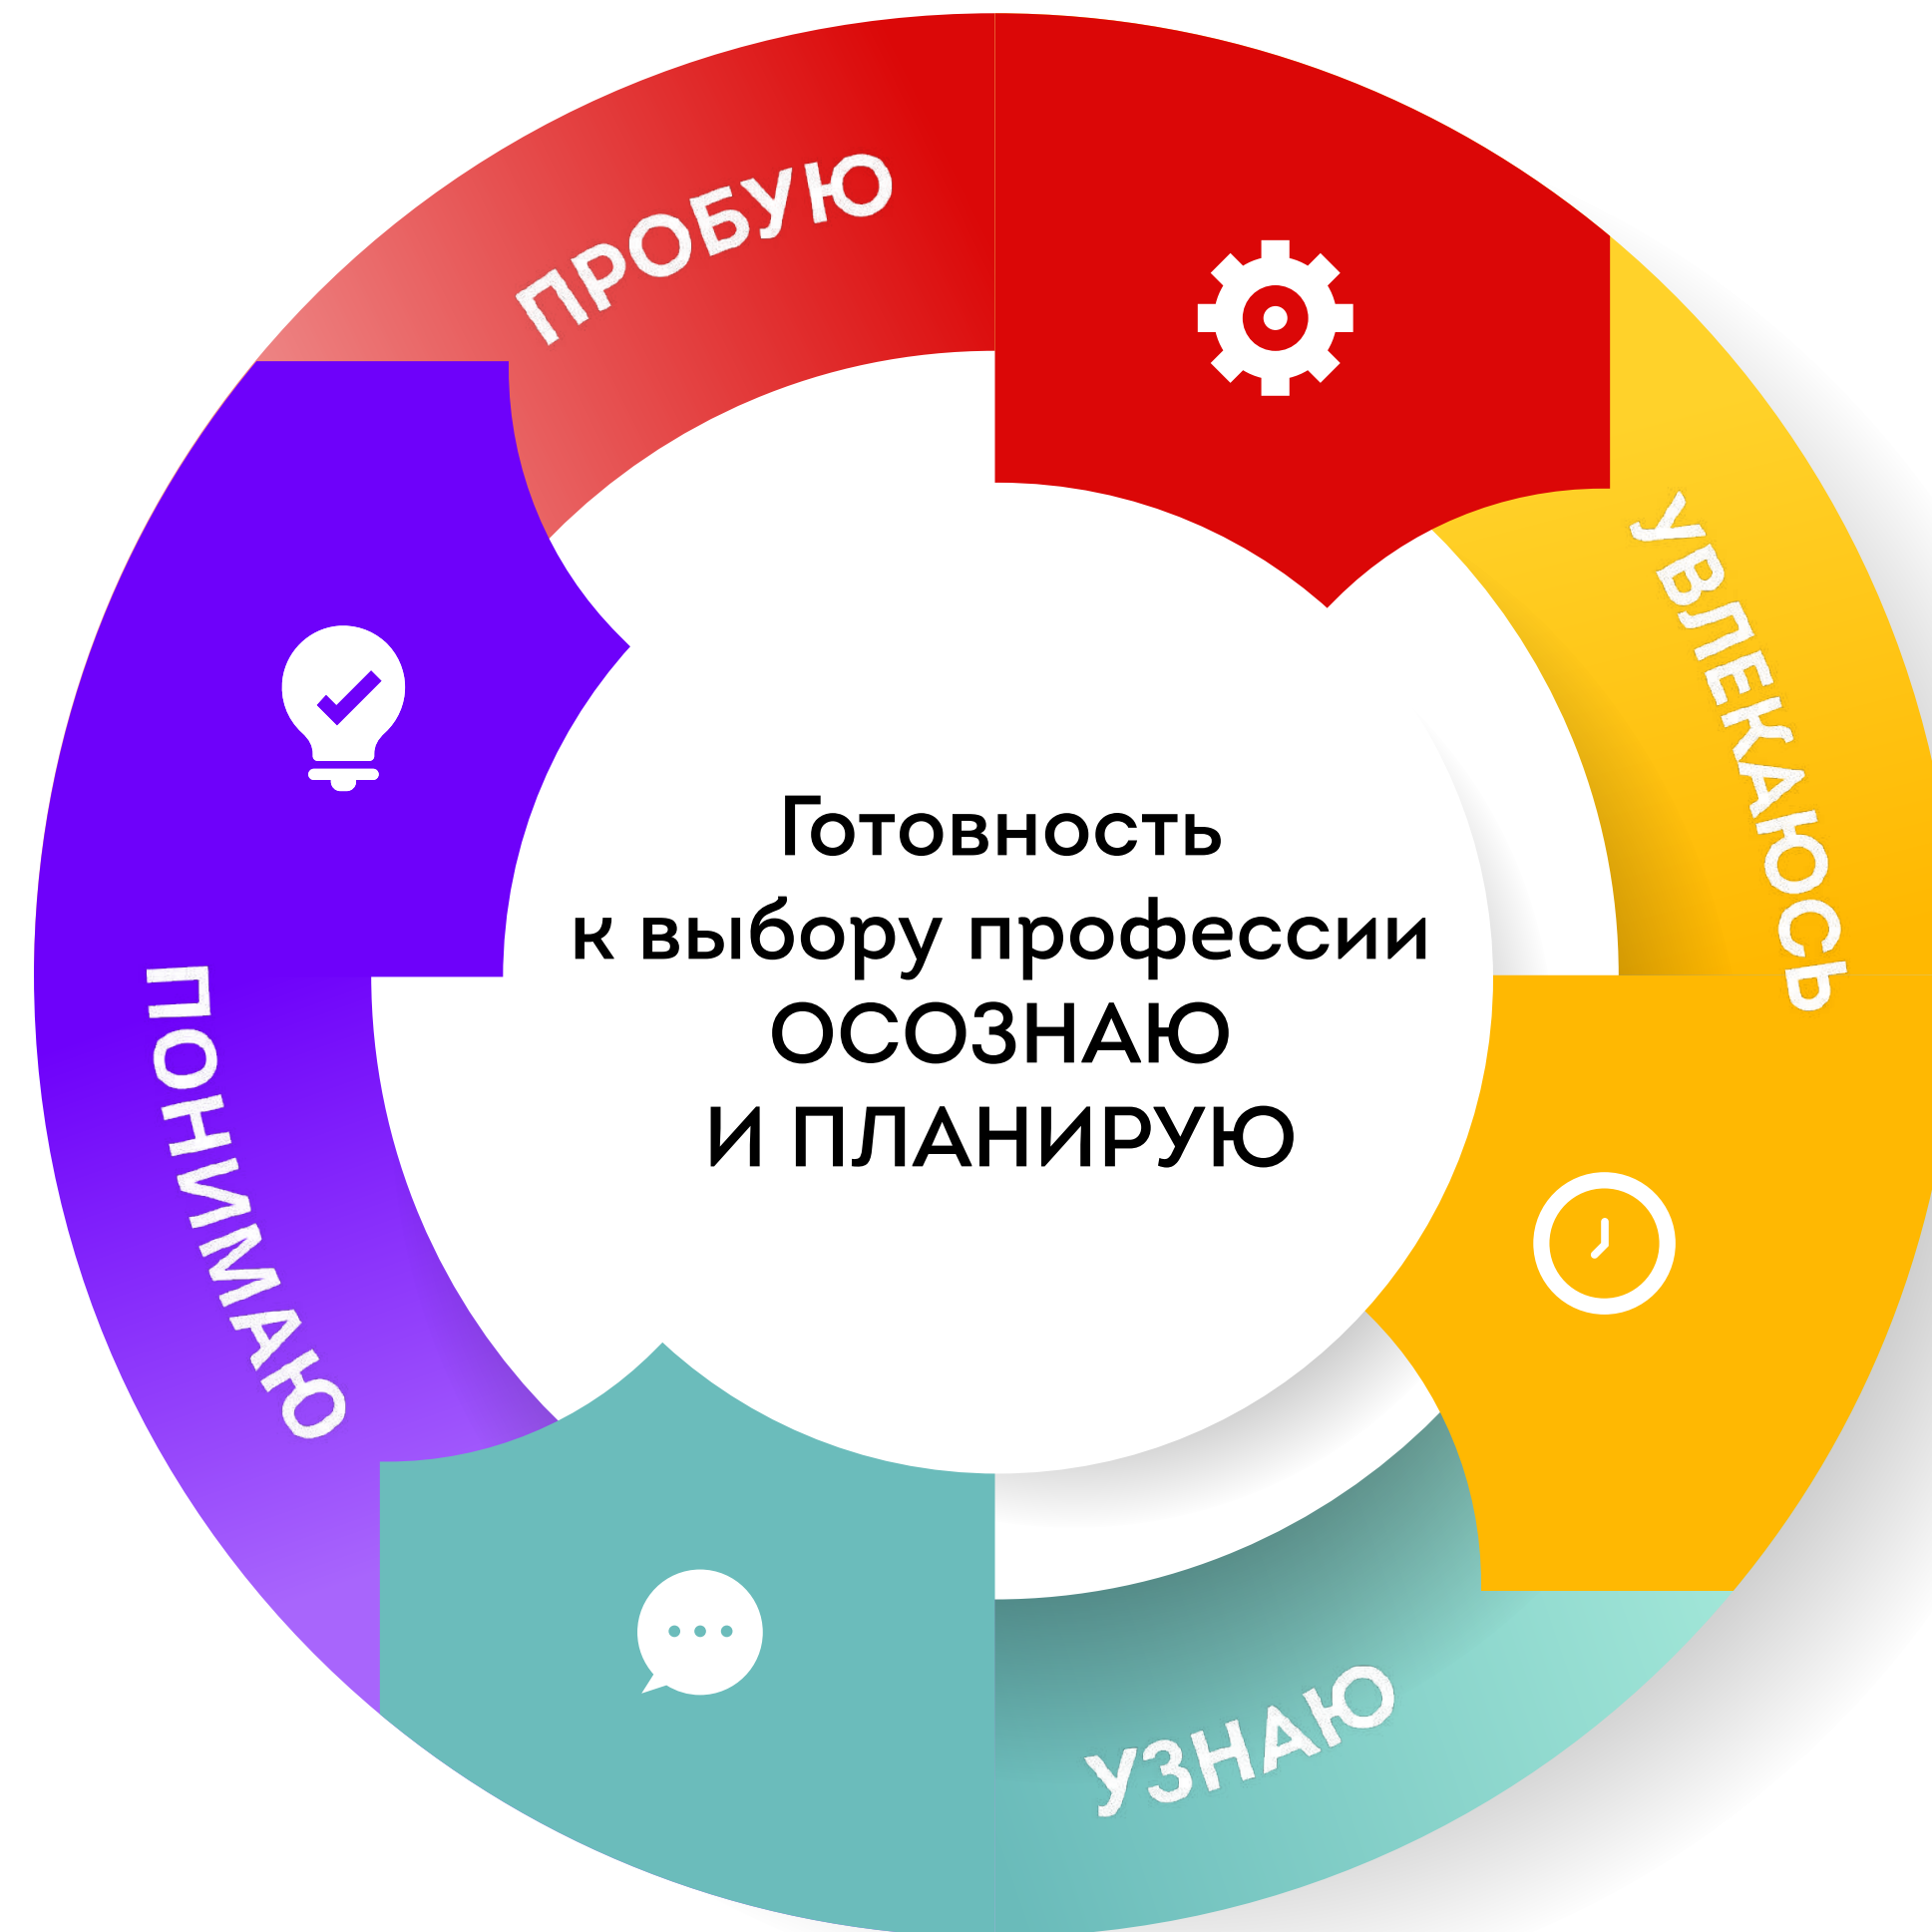 ПРОБУЮ
УВЛЕКАЮСЬ
Готовность
к выбору профессии
ОСОЗНАЮ
И ПЛАНИРУЮ
ПОНИМАЮ
УЗНАЮ